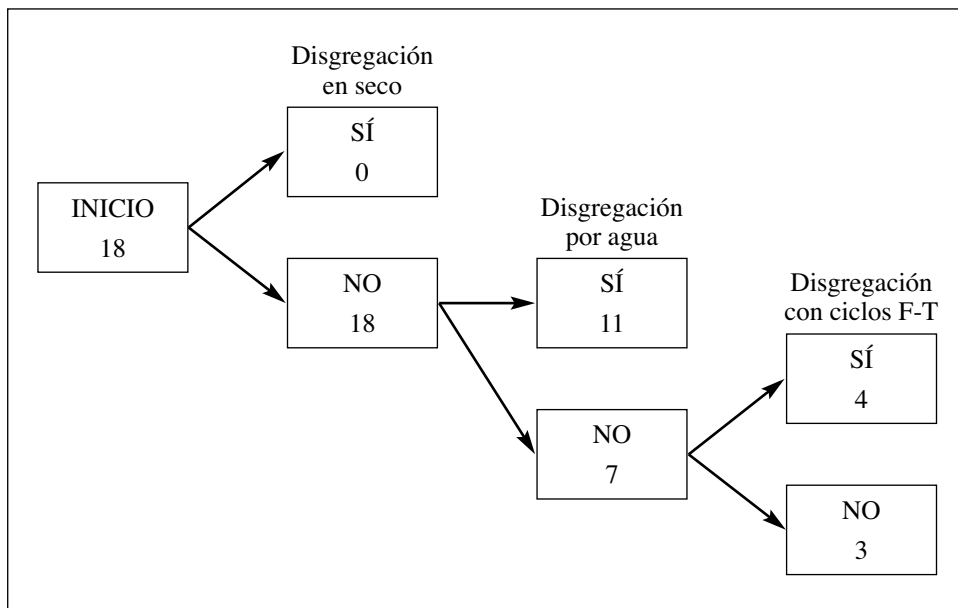 Disgregación
en seco
SÍ
0
INICIO
18
NO
18
Disgregación
por agua
SÍ
11
NO
7
Disgregación
con ciclos F-T
SÍ
4
NO
3